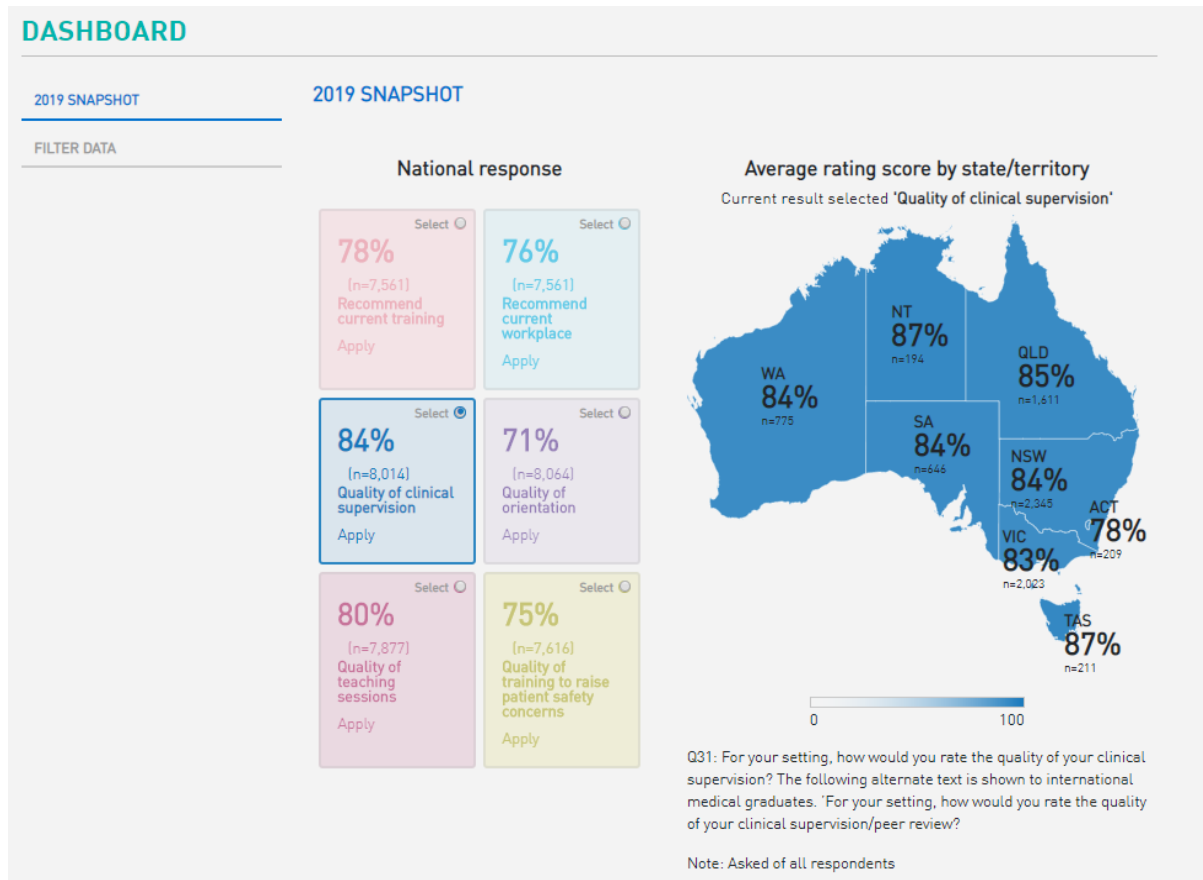 DASHBOARD
2019 SNAPSHOT
FILTER DATA
2019 SNAPSHOT
National response
Select
78%
(n=7,561)
Recommend
current training
Apply
Select
76%
(n=7,561)
Recommend
current
workplace
Apply
Select
84%
(n=8,014)
Quality of clinical
supervision
Apply
Select
71%
(n=8,064)
Quality of
orientation
Apply
Select
80%
(n=7,877)
Quality of
teaching
sessions
Apply
Select
75%
(n=7,616)
Quality of
training to raise
patient safety
concerns
Apply
Average rating score by state/territory
Current result selected 'Quality of clinical supervision'
NT
87%
n=194
QLD
85%
n=1,611
WA
84%
n=775
SA
84%
n=646
NSW
84%
n=2,345
ACT
78%
n=209
VIC
83%
n=2,023
TAS
87%
n=211
0
100
Q31: For your setting, how would you rate the quality of your clinical
supervision? The following alternate text is shown to international
medical graduates. 'For your setting, how would you rate the quality
of your clinical supervision/peer review?
Note: Asked of all respondents